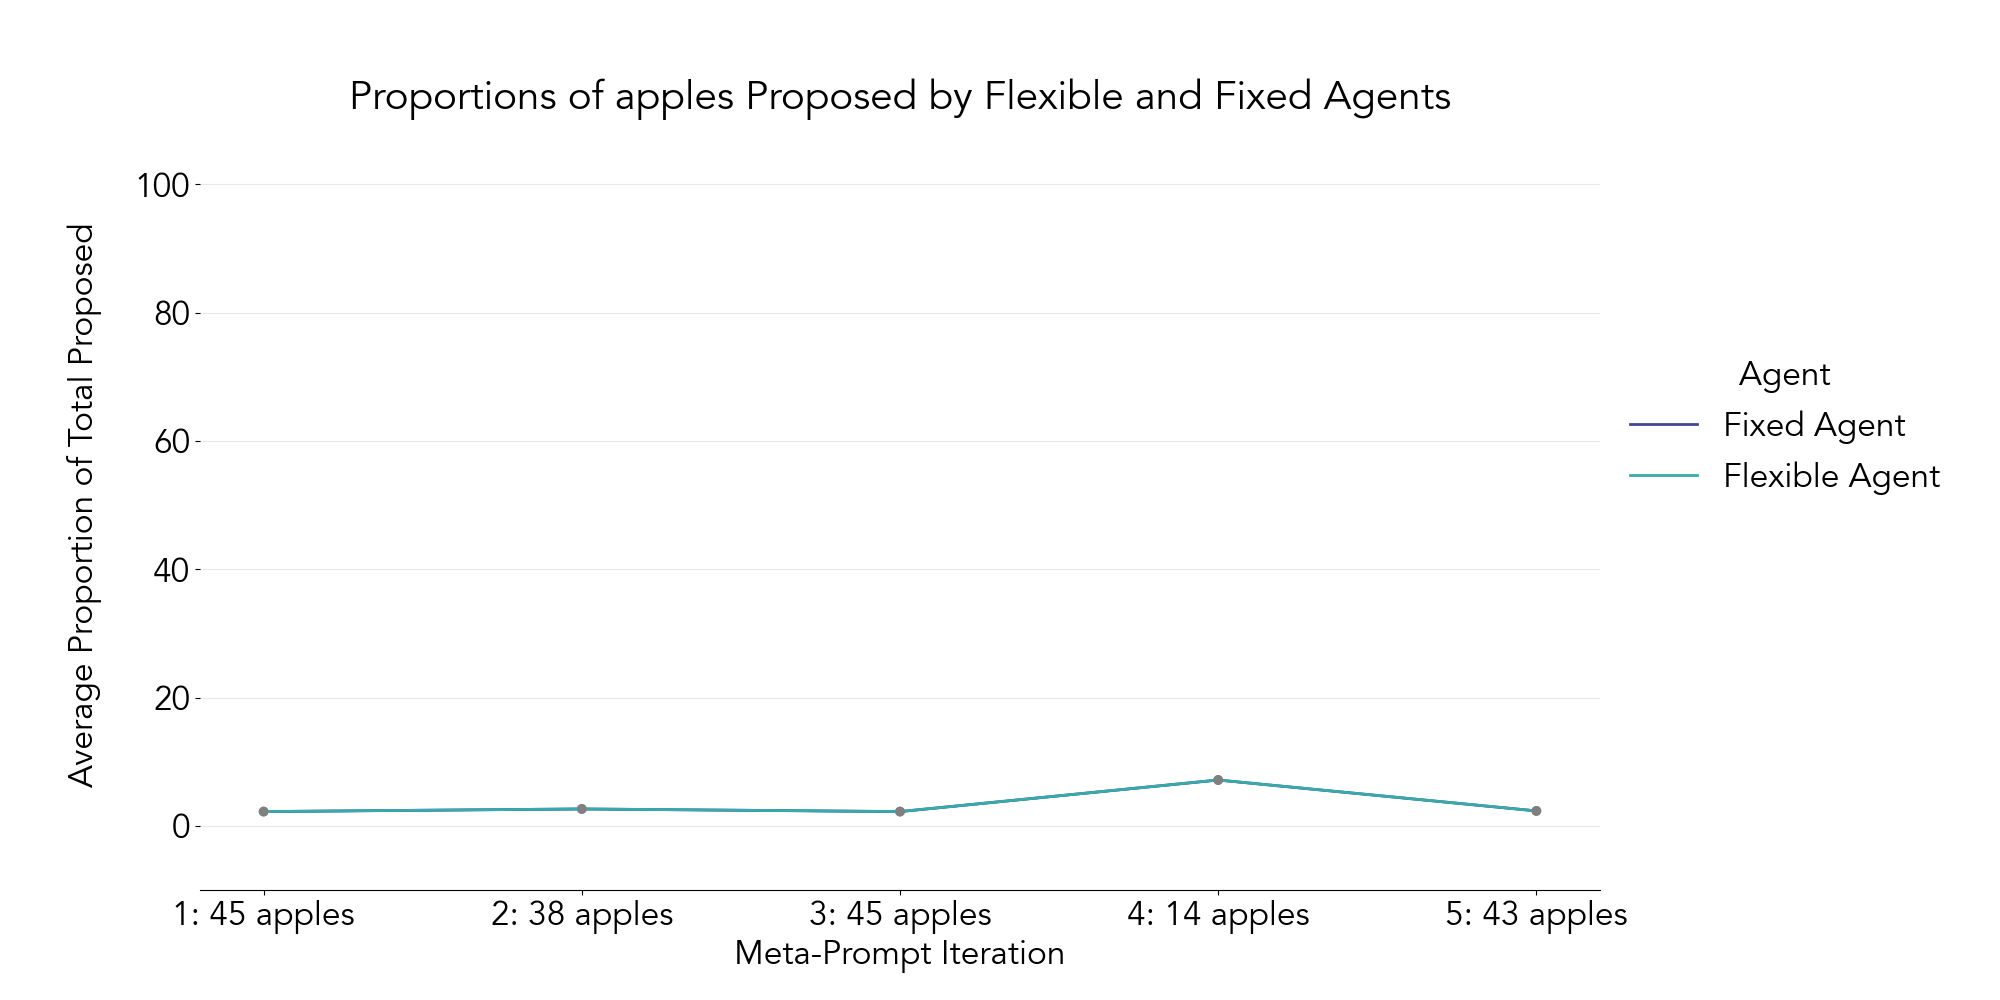 Proportions of apples Proposed by Flexible and Fixed Agents
Average Proportion of Total Proposed
100
80
60
40
20
0
1: 45 apples
2: 38 apples
3: 45 apples
4: 14 apples
5: 43 apples
Meta-Prompt Iteration
Agent
Fixed Agent
Flexible Agent